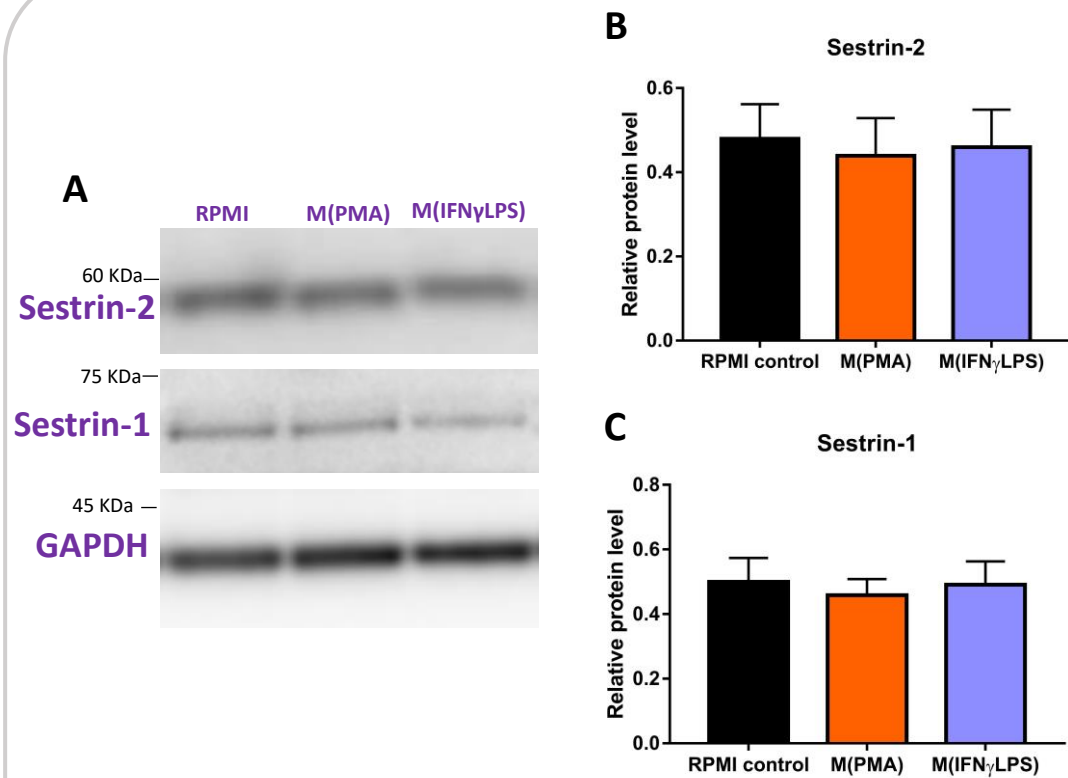 A
RPMI M(PMA) M(IFNγLPS)
60 KDa
Sestrin-2
75 KDa
Sestrin-1
45 KDa
GAPDH
B
Sestrin-2
Relative protein level
0.6
0.4
0.2
0.0
RPMI control M(PMA) M(IFNγLPS)
C
Sestrin-1
Relative protein level
0.8
0.6
0.4
0.2
0.0
RPMI control M(PMA) M(IFNγLPS)